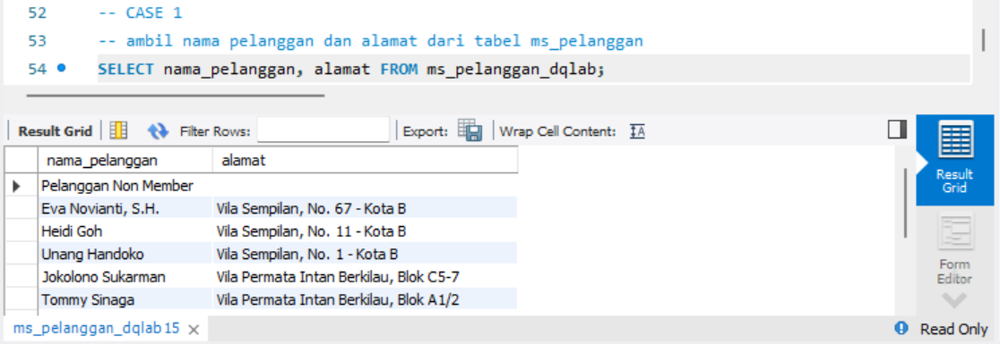 52 -- CASE 1
53 -- ambil nama pelanggan dan alamat dari tabel ms_pelanggan
54 SELECT nama_pelanggan, alamat FROM ms_pelanggan_dqlab;
Result Grid Filter Rows: Export: Wrap Cell Content: IA
nama_pelanggan alamat
Pelanggan Non Member
Eva Novianti, S.H. Vila Sempilan, No. 67 - Kota B
Heidi Goh Vila Sempilan, No. 11 - Kota B
Unang Handoko Vila Sempilan, No. 1 - Kota B
Jokolono Sukarman Vila Permata Intan Berkilau, Blok C5-7
Tommy Sinaga Vila Permata Intan Berkilau, Blok A1/2
Result
Grid
Form
Editor
ms_pelanggan_dqlab 15
Read Only